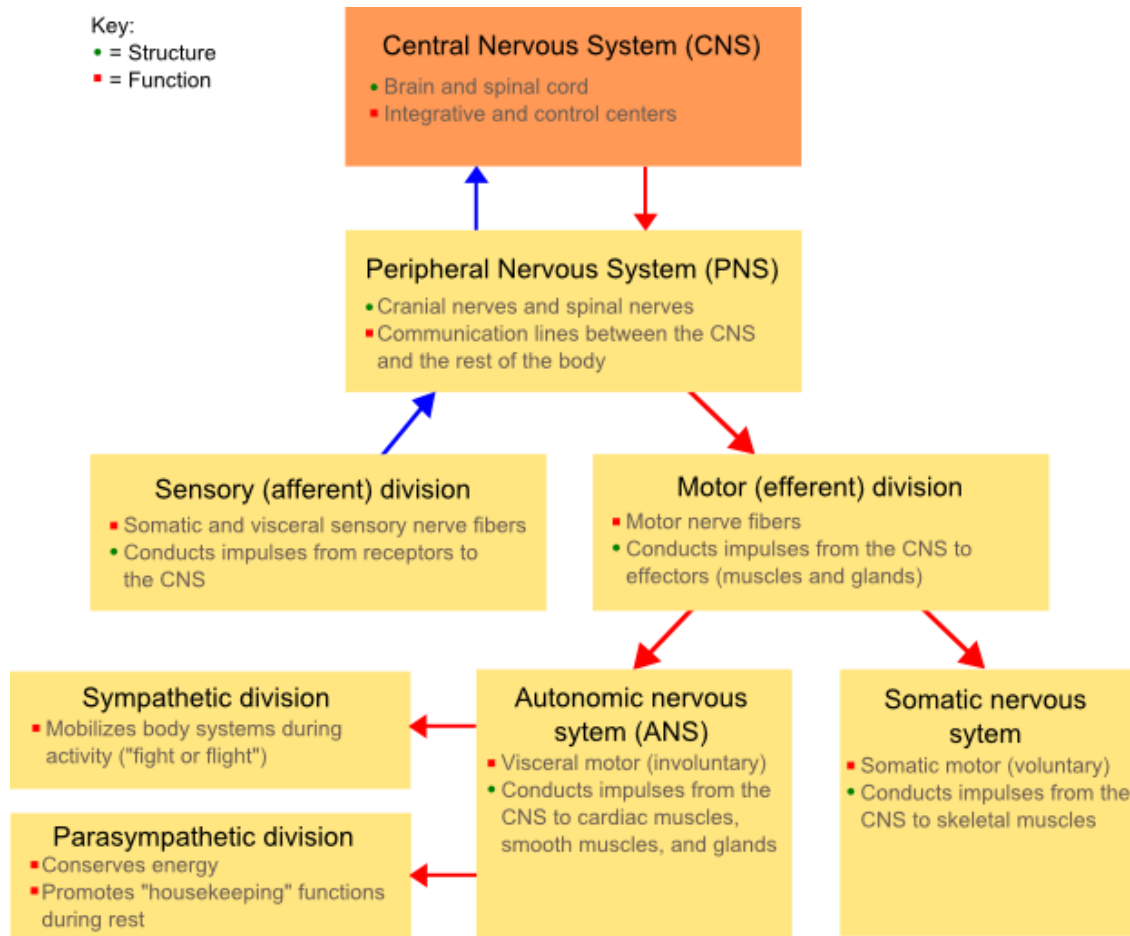 Key:
= Structure
= Function
Central Nervous System (CNS)
Brain and spinal cord
Integrative and control centers
Peripheral Nervous System (PNS)
Cranial nerves and spinal nerves
Communication lines between the CNS
and the rest of the body
Sensory (afferent) division
Somatic and visceral sensory nerve fibers
Conducts impulses from receptors to
the CNS
Motor (efferent) division
Motor nerve fibers
Conducts impulses from the CNS to
effectors (muscles and glands)
Sympathetic division
Mobilizes body systems during
activity ("fight or flight")
Parasympathetic division
Conserves energy
Promotes "housekeeping" functions
during rest
Autonomic nervous
sytem (ANS)
Visceral motor (involuntary)
Conducts impulses from the
CNS to cardiac muscles,
smooth muscles, and glands
Somatic nervous
sytem
Somatic motor (voluntary)
Conducts impulses from the
CNS to skeletal muscles